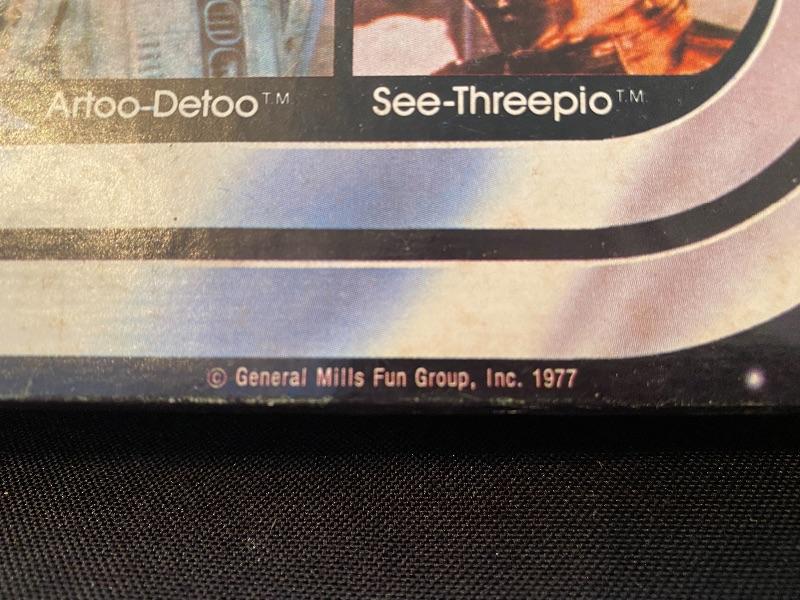 Artoo-Detoo™ See-Threepio™
© General Mills Fun Group, Inc. 1977